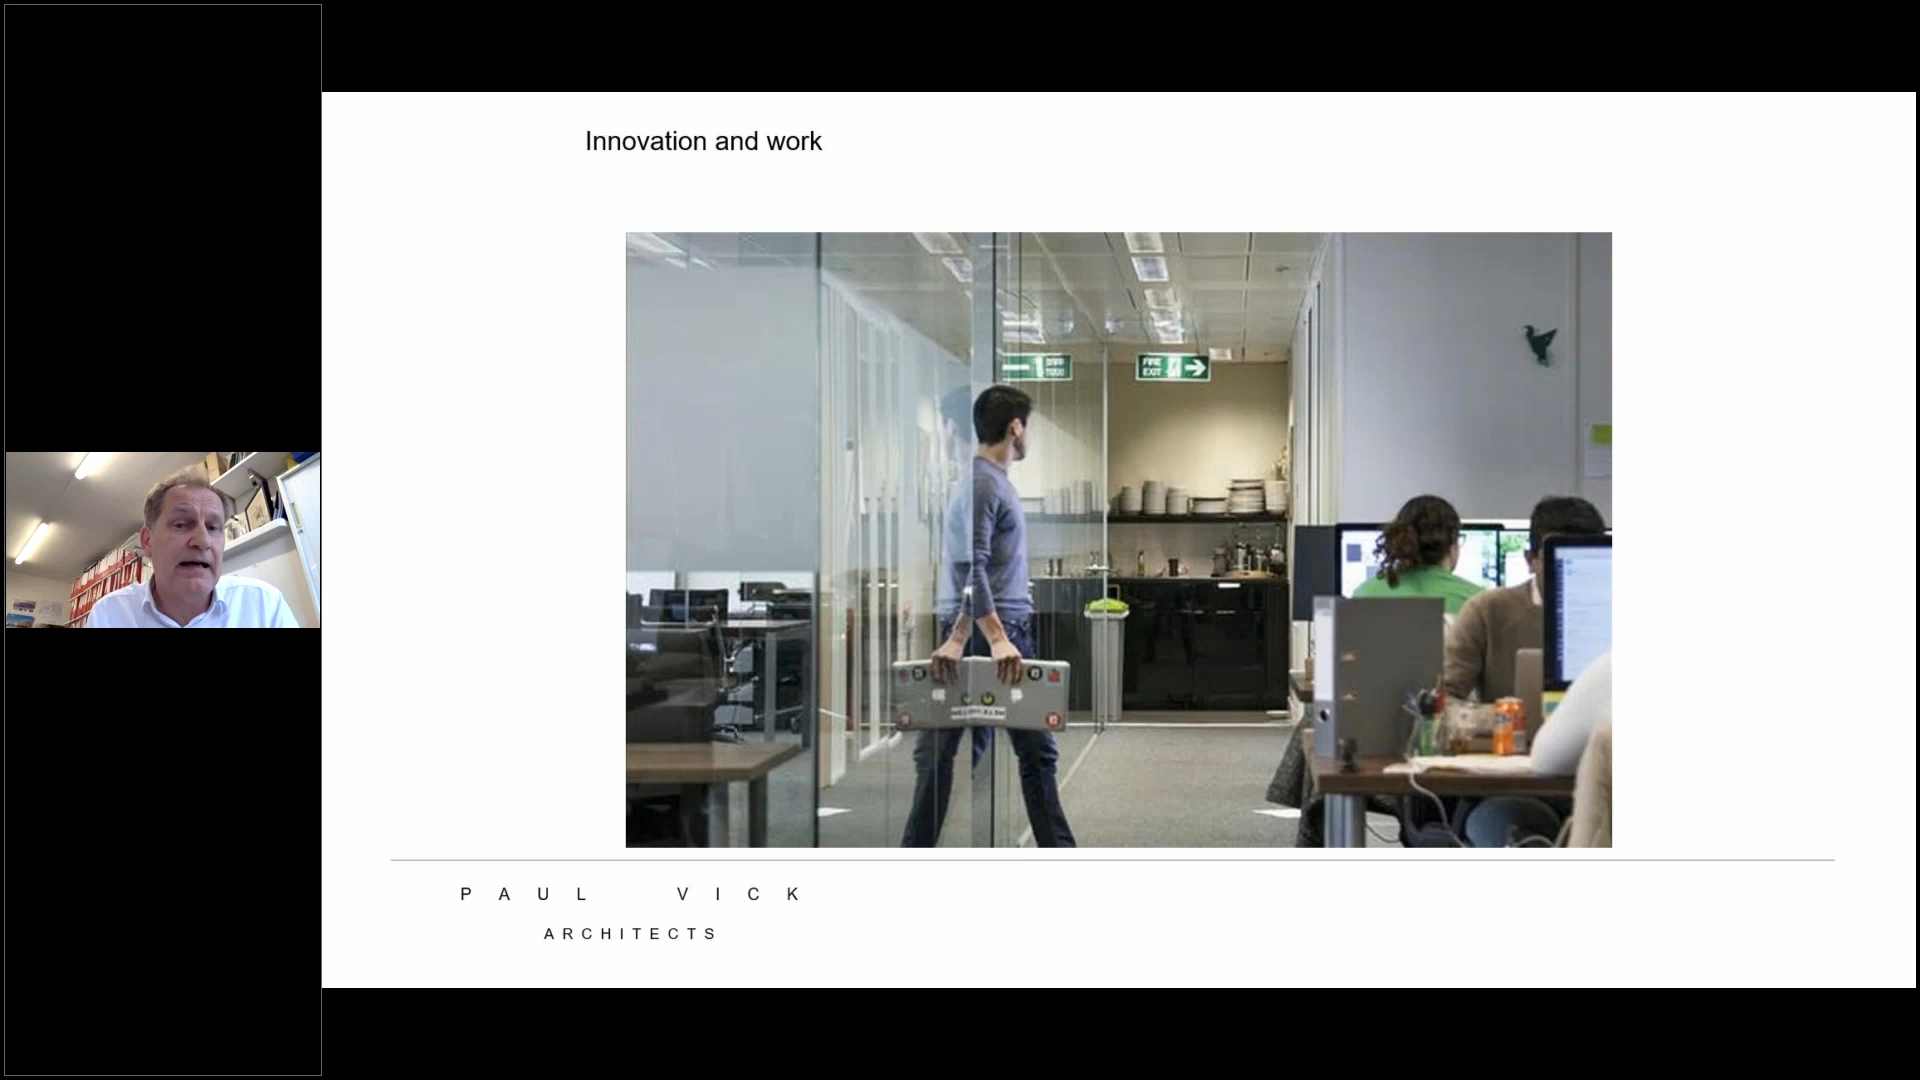 Innovation and work
FIRE
EXIT
P A U L V I C K
ARCHITECTS